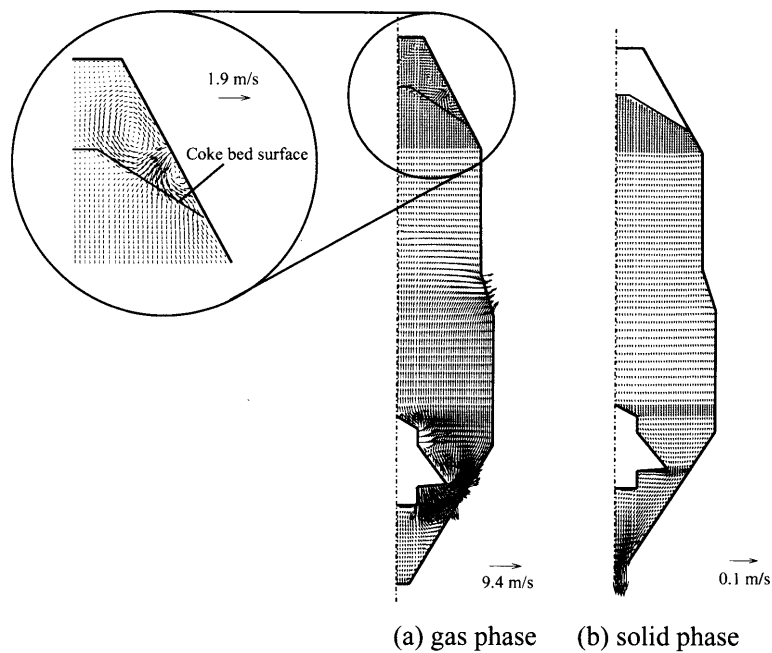 1.9 m/s
Coke bed surface
9.4 m/s
0.1 m/s
(a) gas phase
(b) solid phase